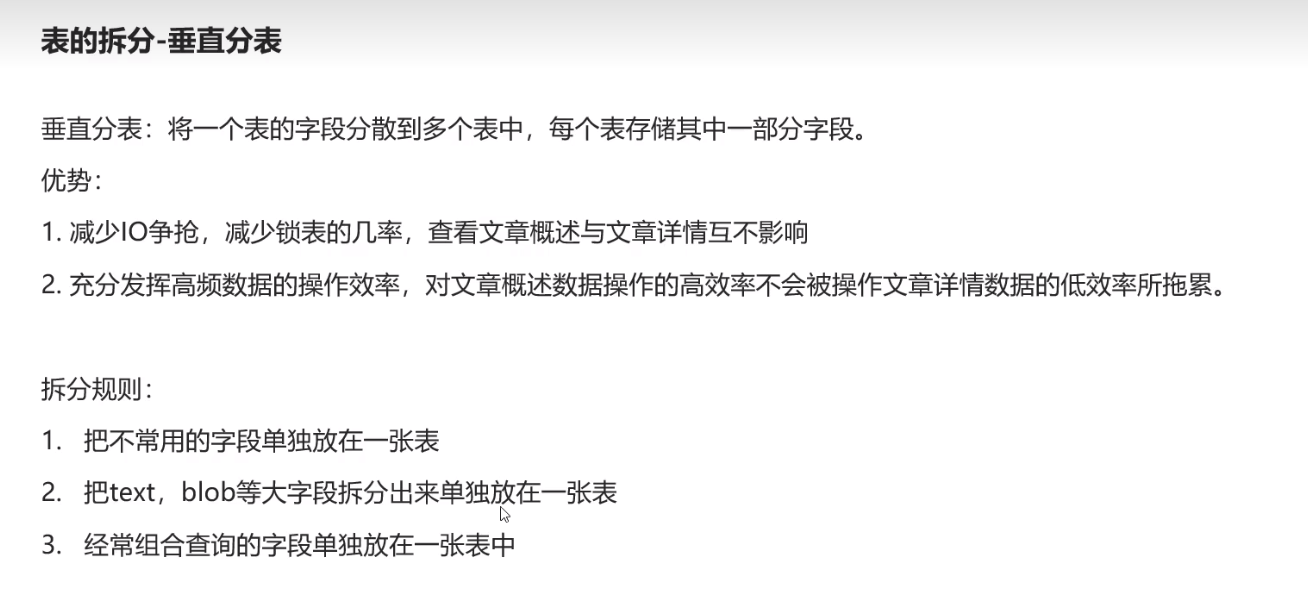 表的拆分-垂直分表
垂直分表：将一个表的字段分散到多个表中，每个表存储其中一部分字段。
优势：
1. 减少IO争抢，减少锁表的几率，查看文章概述与文章详情互不影响
2. 充分发挥高频数据的操作效率，对文章概述数据操作的高效率不会被操作文章详情数据的低效率所拖累。
拆分规则：
1. 把不常用的字段单独放在一张表
2. 把text，blob等大字段拆分出来单独放在一张表
3. 经常组合查询的字段单独放在一张表中